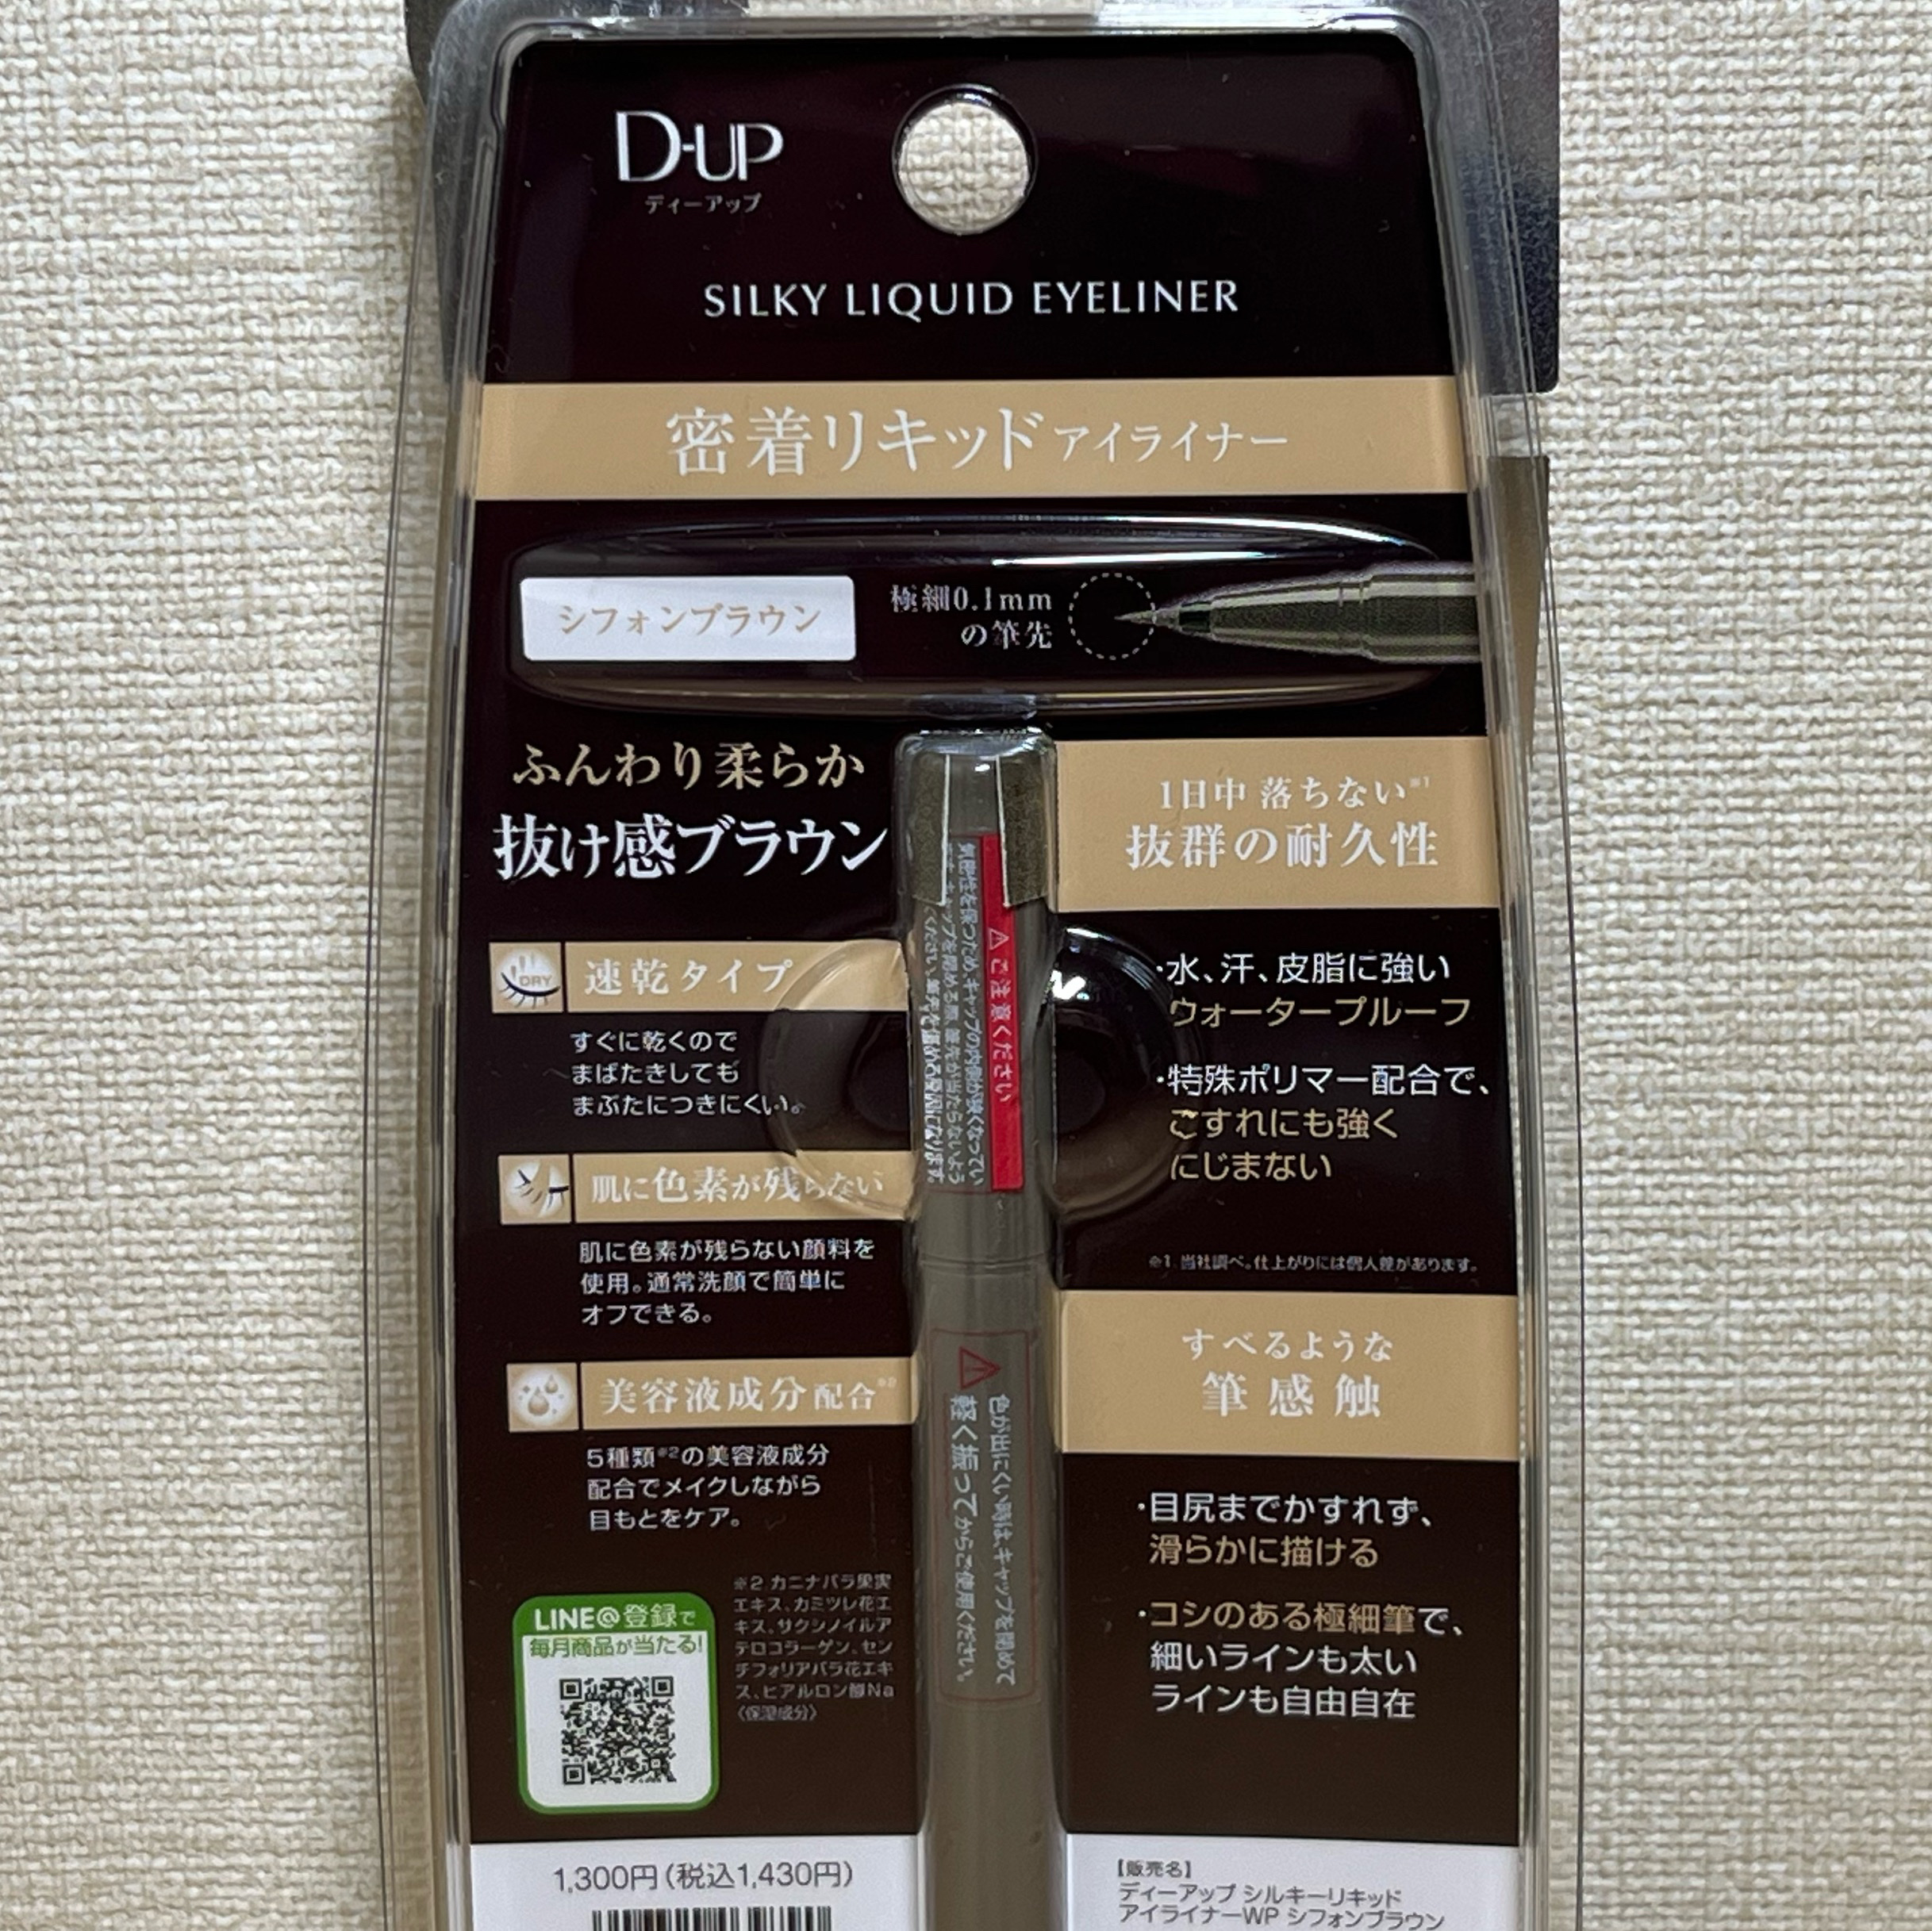 D-UP
ディーアップ
SILKY LIQUID EYELINER
密着リキッドアイライナー
シフォンブラウン
極細0.1mm
の筆先
ふんわり柔らか
抜け感ブラウン
DRY
速乾タイプ
すぐに乾くので
まばたきしても
まぶたにつきにくい。
肌に色素が残らない
肌に色素が残らない顔料を
使用。通常洗顔で簡単に
オフできる。
美容液成分配合※2
5種類※2の美容液成分
配合でメイクしながら
目もとをケア。
※2 カニナバラ果実
エキス、カミツレ花エ
キス、サクシノイルア
テロコラーゲン、セン
チフォリアバラ花エキ
ス、ヒアルロン酸Na
〈保湿成分〉
LINE@登録で
毎月商品が当たる!
1,300円(税込1,430円)
⚠ご注意ください
⚠
色が出にくい時は、キャップを閉めて
軽く振ってからご使用ください。
1日中 落ちない※1
抜群の耐久性
・水、汗、皮脂に強い
ウォータープルーフ
・特殊ポリマー配合で、
こすれにも強く
にじまない
※1 当社調べ。仕上がりには個人差があります。
すべるような
筆感触
・目尻までかすれず、
滑らかに描ける
・コシのある極細筆で、
細いラインも太い
ラインも自由自在
【販売名】
ディーアップ シルキーリキッド
アイライナーWP シフォンブラウン